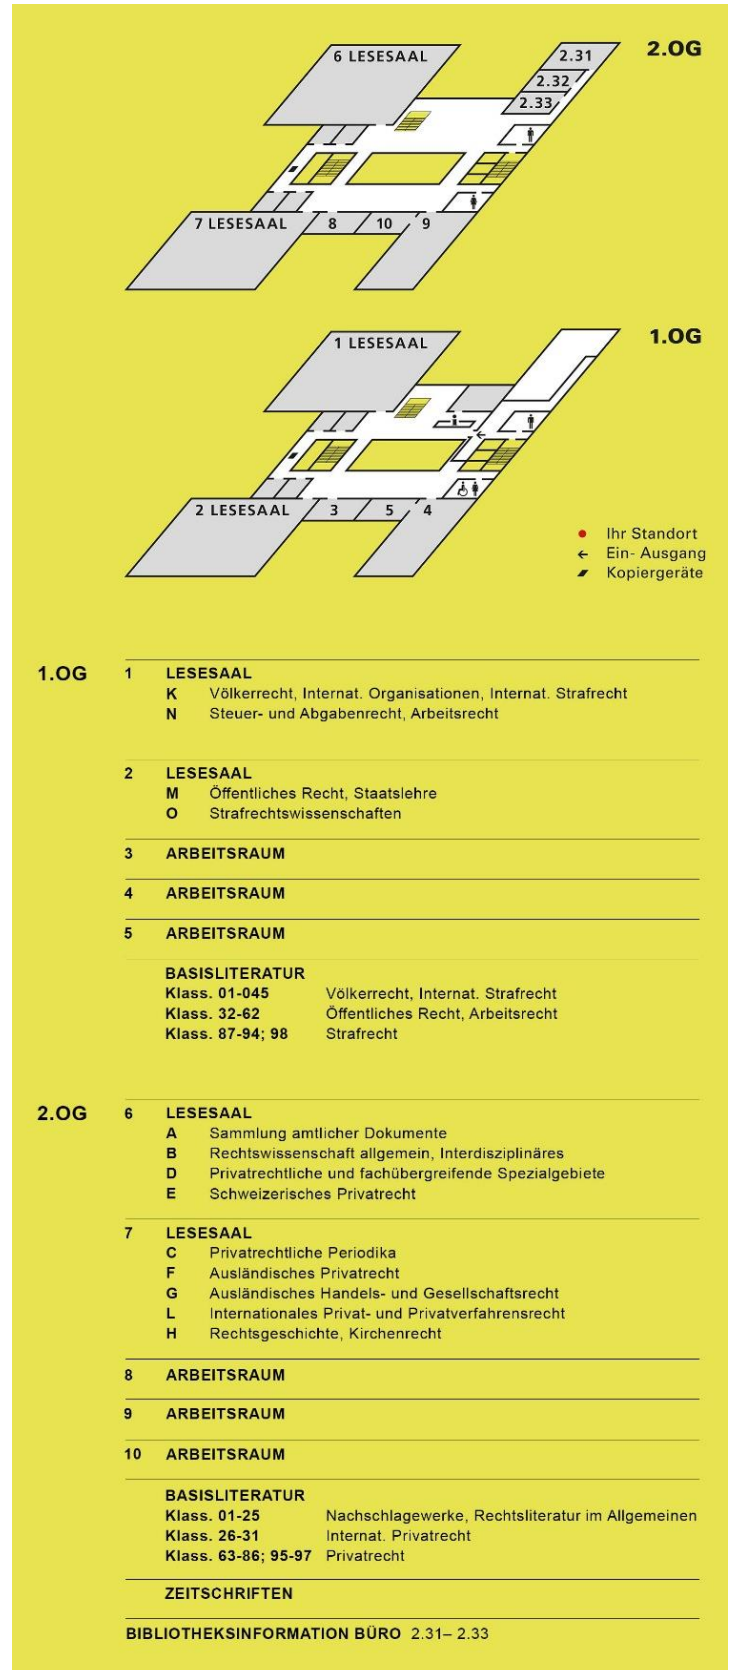 6 LESESAAL
2.31
2.OG
2.32
2.33
7 LESESAAL
8
10
9
1 LESESAAL
1.OG
2 LESESAAL
3
5
4
Ihr Standort
Ein- Ausgang
Kopiergeräte
1.OG 1 LESESAAL
K Völkerrecht, Internat. Organisationen, Internat. Strafrecht
N Steuer- und Abgabenrecht, Arbeitsrecht
2 LESESAAL
M Öffentliches Recht, Staatslehre
O Strafrechtswissenschaften
3 ARBEITSRAUM
4 ARBEITSRAUM
5 ARBEITSRAUM
BASISLITERATUR
Klass. 01-045 Völkerrecht, Internat. Strafrecht
Klass. 32-62 Öffentliches Recht, Arbeitsrecht
Klass. 87-94; 98 Strafrecht
2.OG 6 LESESAAL
A Sammlung amtlicher Dokumente
B Rechtswissenschaft allgemein, Interdisziplinäres
D Privatrechtliche und fachübergreifende Spezialgebiete
E Schweizerisches Privatrecht
7 LESESAAL
C Privatrechtliche Periodika
F Ausländisches Privatrecht
G Ausländisches Handels- und Gesellschaftsrecht
L Internationales Privat- und Privatverfahrensrecht
H Rechtsgeschichte, Kirchenrecht
8 ARBEITSRAUM
9 ARBEITSRAUM
10 ARBEITSRAUM
BASISLITERATUR
Klass. 01-25 Nachschlagewerke, Rechtsliteratur im Allgemeinen
Klass. 26-31 Internat. Privatrecht
Klass. 63-86; 95-97 Privatrecht
ZEITSCHRIFTEN
BIBLIOTHEKSINFORMATION BÜRO 2.31– 2.33